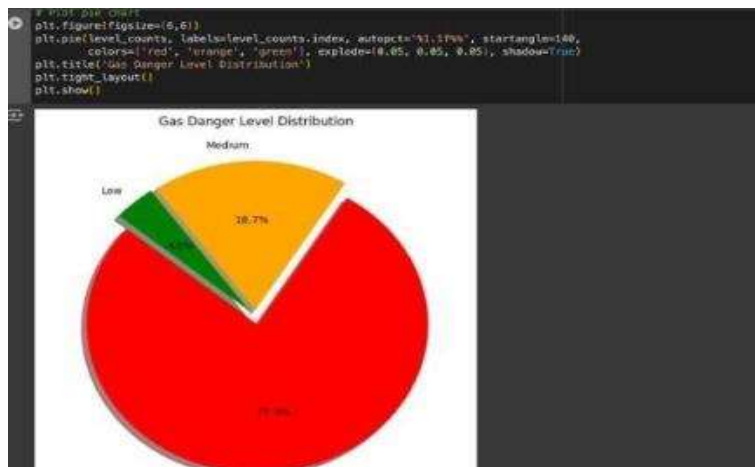 # Plot pie chart
plt.figure(figsize=(6,6))
plt.pie(level_counts, labels=level_counts.index, autopct='%1.1f%%', startangle=140,
colors=['red', 'orange', 'green'], explode=(0.05, 0.05, 0.05), shadow=True)
plt.title('Gas Danger Level Distribution')
plt.tight_layout()
plt.show()
Gas Danger Level Distribution
Medium
Low
18.7%